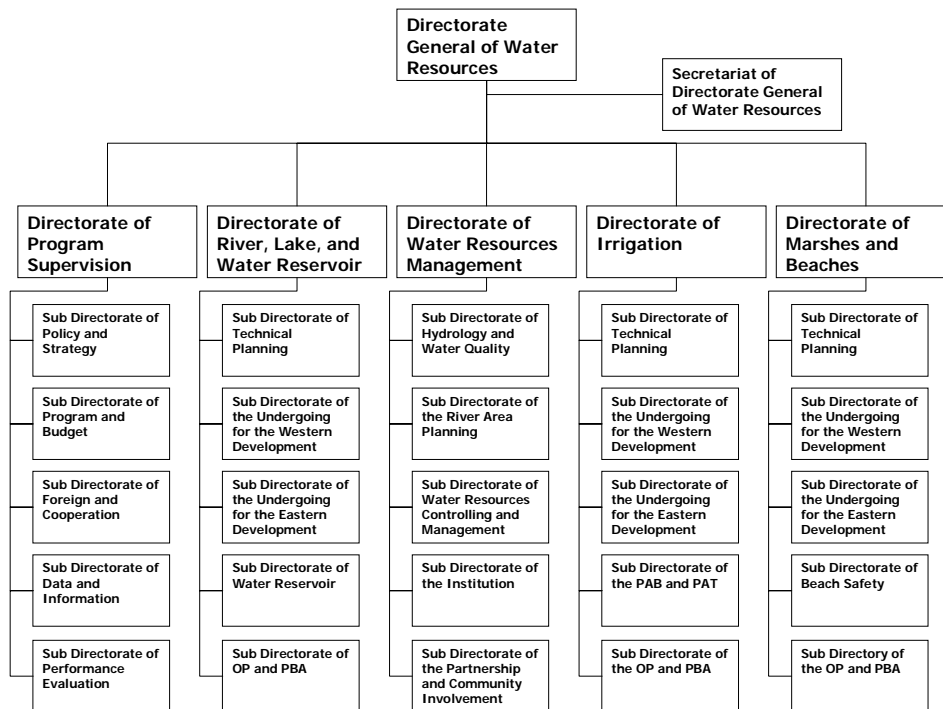 Directorate
General of Water
Resources
Secretariat of
Directorate General
of Water Resources
Directorate of
Program
Supervision
Directorate of
River, Lake, and
Water Reservoir
Directorate of
Water Resources
Management
Directorate of
Irrigation
Directorate of
Marshes and
Beaches
Sub Directorate of
Policy and
Strategy
Sub Directorate of
Technical
Planning
Sub Directorate of
Hydrology and
Water Quality
Sub Directorate of
Technical
Planning
Sub Directorate of
Technical
Planning
Sub Directorate of
Program and
Budget
Sub Directorate of
the Undergoing
for the Western
Development
Sub Directorate of
the River Area
Planning
Sub Directorate of
the Undergoing
for the Western
Development
Sub Directorate of
the Undergoing
for the Western
Development
Sub Directorate of
Foreign and
Cooperation
Sub Directorate of
the Undergoing
for the Eastern
Development
Sub Directorate of
Water Resources
Controlling and
Management
Sub Directorate of
the Undergoing
for the Eastern
Development
Sub Directorate of
the Undergoing
for the Eastern
Development
Sub Directorate of
Data and
Information
Sub Directorate of
Water Reservoir
Sub Directorate of
the Institution
Sub Directorate of
the PAB and PAT
Sub Directorate of
Beach Safety
Sub Directorate of
Performance
Evaluation
Sub Directorate of
OP and PBA
Sub Directorate of
the Partnership
and Community
Involvement
Sub Directorate of
the OP and PBA
Sub Directory of
the OP and PBA